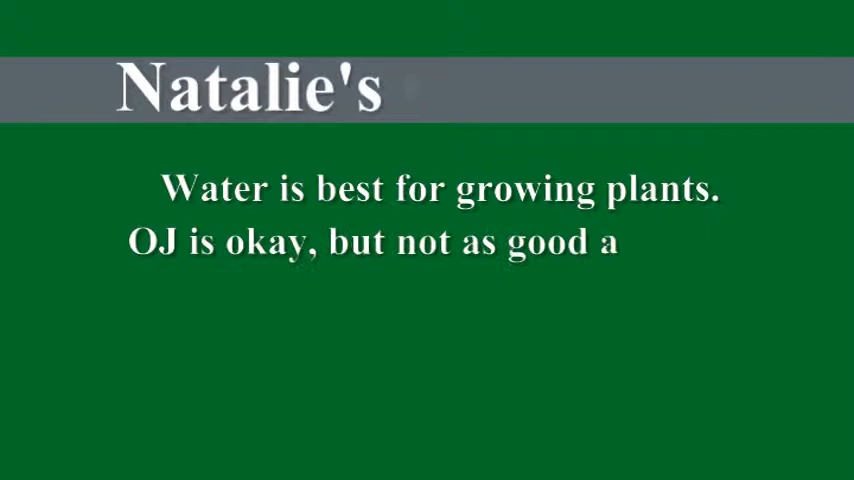 Natalie's
Water is best for growing plants.
OJ is okay, but not as good a